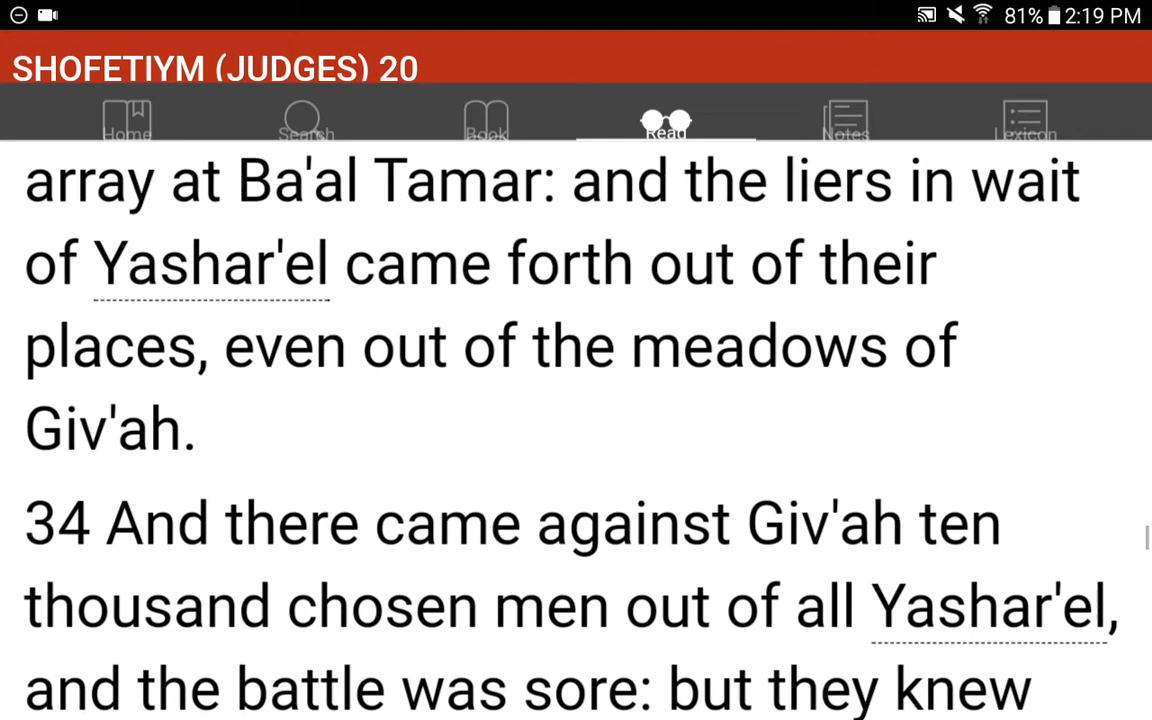 81% 2:19 PM
SHOFETIYM (JUDGES) 20
Home Search Book Read Notes Lexicon
array at Ba'al Tamar: and the liers in wait
of Yashar'el came forth out of their
places, even out of the meadows of
Giv'ah.
34 And there came against Giv'ah ten
thousand chosen men out of all Yashar'el,
and the battle was sore: but they knew